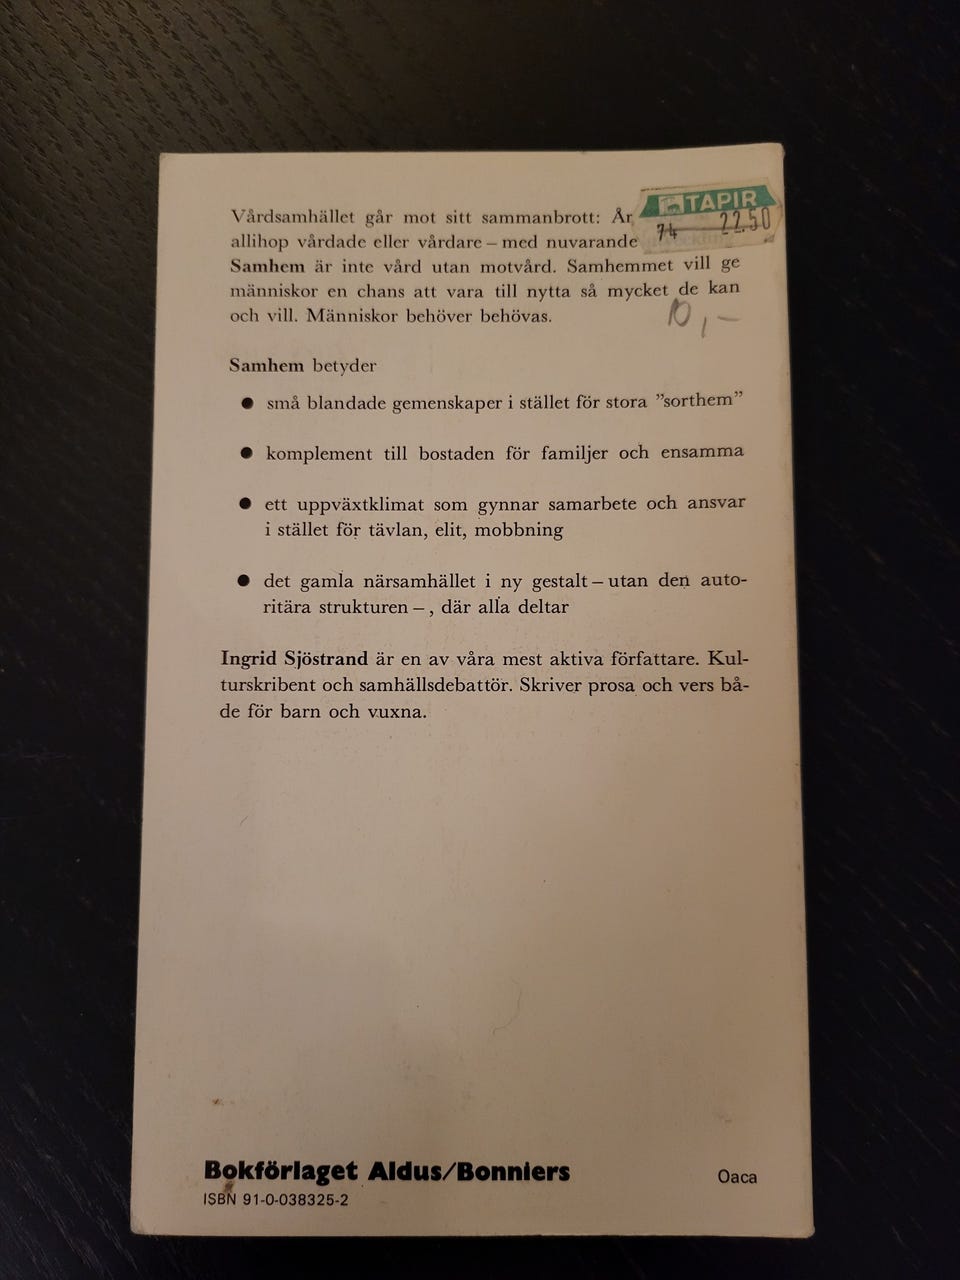 Vårdsamhället går mot sitt sammanbrott: År
TAPIR
74 22.50
allihop vårdade eller vårdare – med nuvarande
Samhem är inte vård utan motvård. Samhemmet vill ge
människor en chans att vara till nytta så mycket de kan
och vill. Människor behöver behövas.
10,–
Samhem betyder
● små blandade gemenskaper i stället för stora ”sorthem”
● komplement till bostaden för familjer och ensamma
● ett uppväxtklimat som gynnar samarbete och ansvar
i stället för tävlan, elit, mobbning
● det gamla närsamhället i ny gestalt – utan den auto-
ritära strukturen –, där alla deltar
Ingrid Sjöstrand är en av våra mest aktiva författare. Kul-
turskribent och samhällsdebattör. Skriver prosa och vers bå-
de för barn och vuxna.
Bokförlaget Aldus/Bonniers
ISBN 91-0-038325-2
Oaca